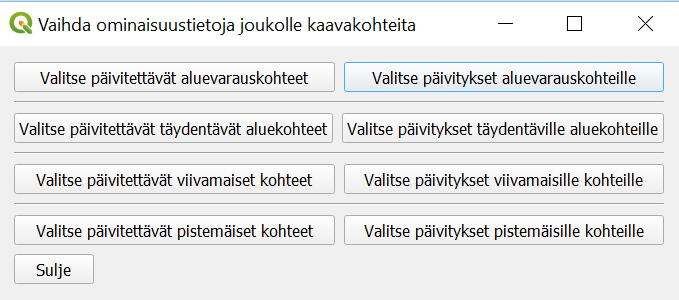 Vaihda ominaisuustietoja joukolle kaavakohteita
Valitse päivitettävät aluevarauskohteet
Valitse päivitykset aluevarauskohteille
Valitse päivitettävät täydentävät aluekohteet
Valitse päivitykset täydentäville aluekohteille
Valitse päivitettävät viivamaiset kohteet
Valitse päivitykset viivamaisille kohteille
Valitse päivitettävät pistemäiset kohteet
Valitse päivitykset pistemäisille kohteille
Sulje